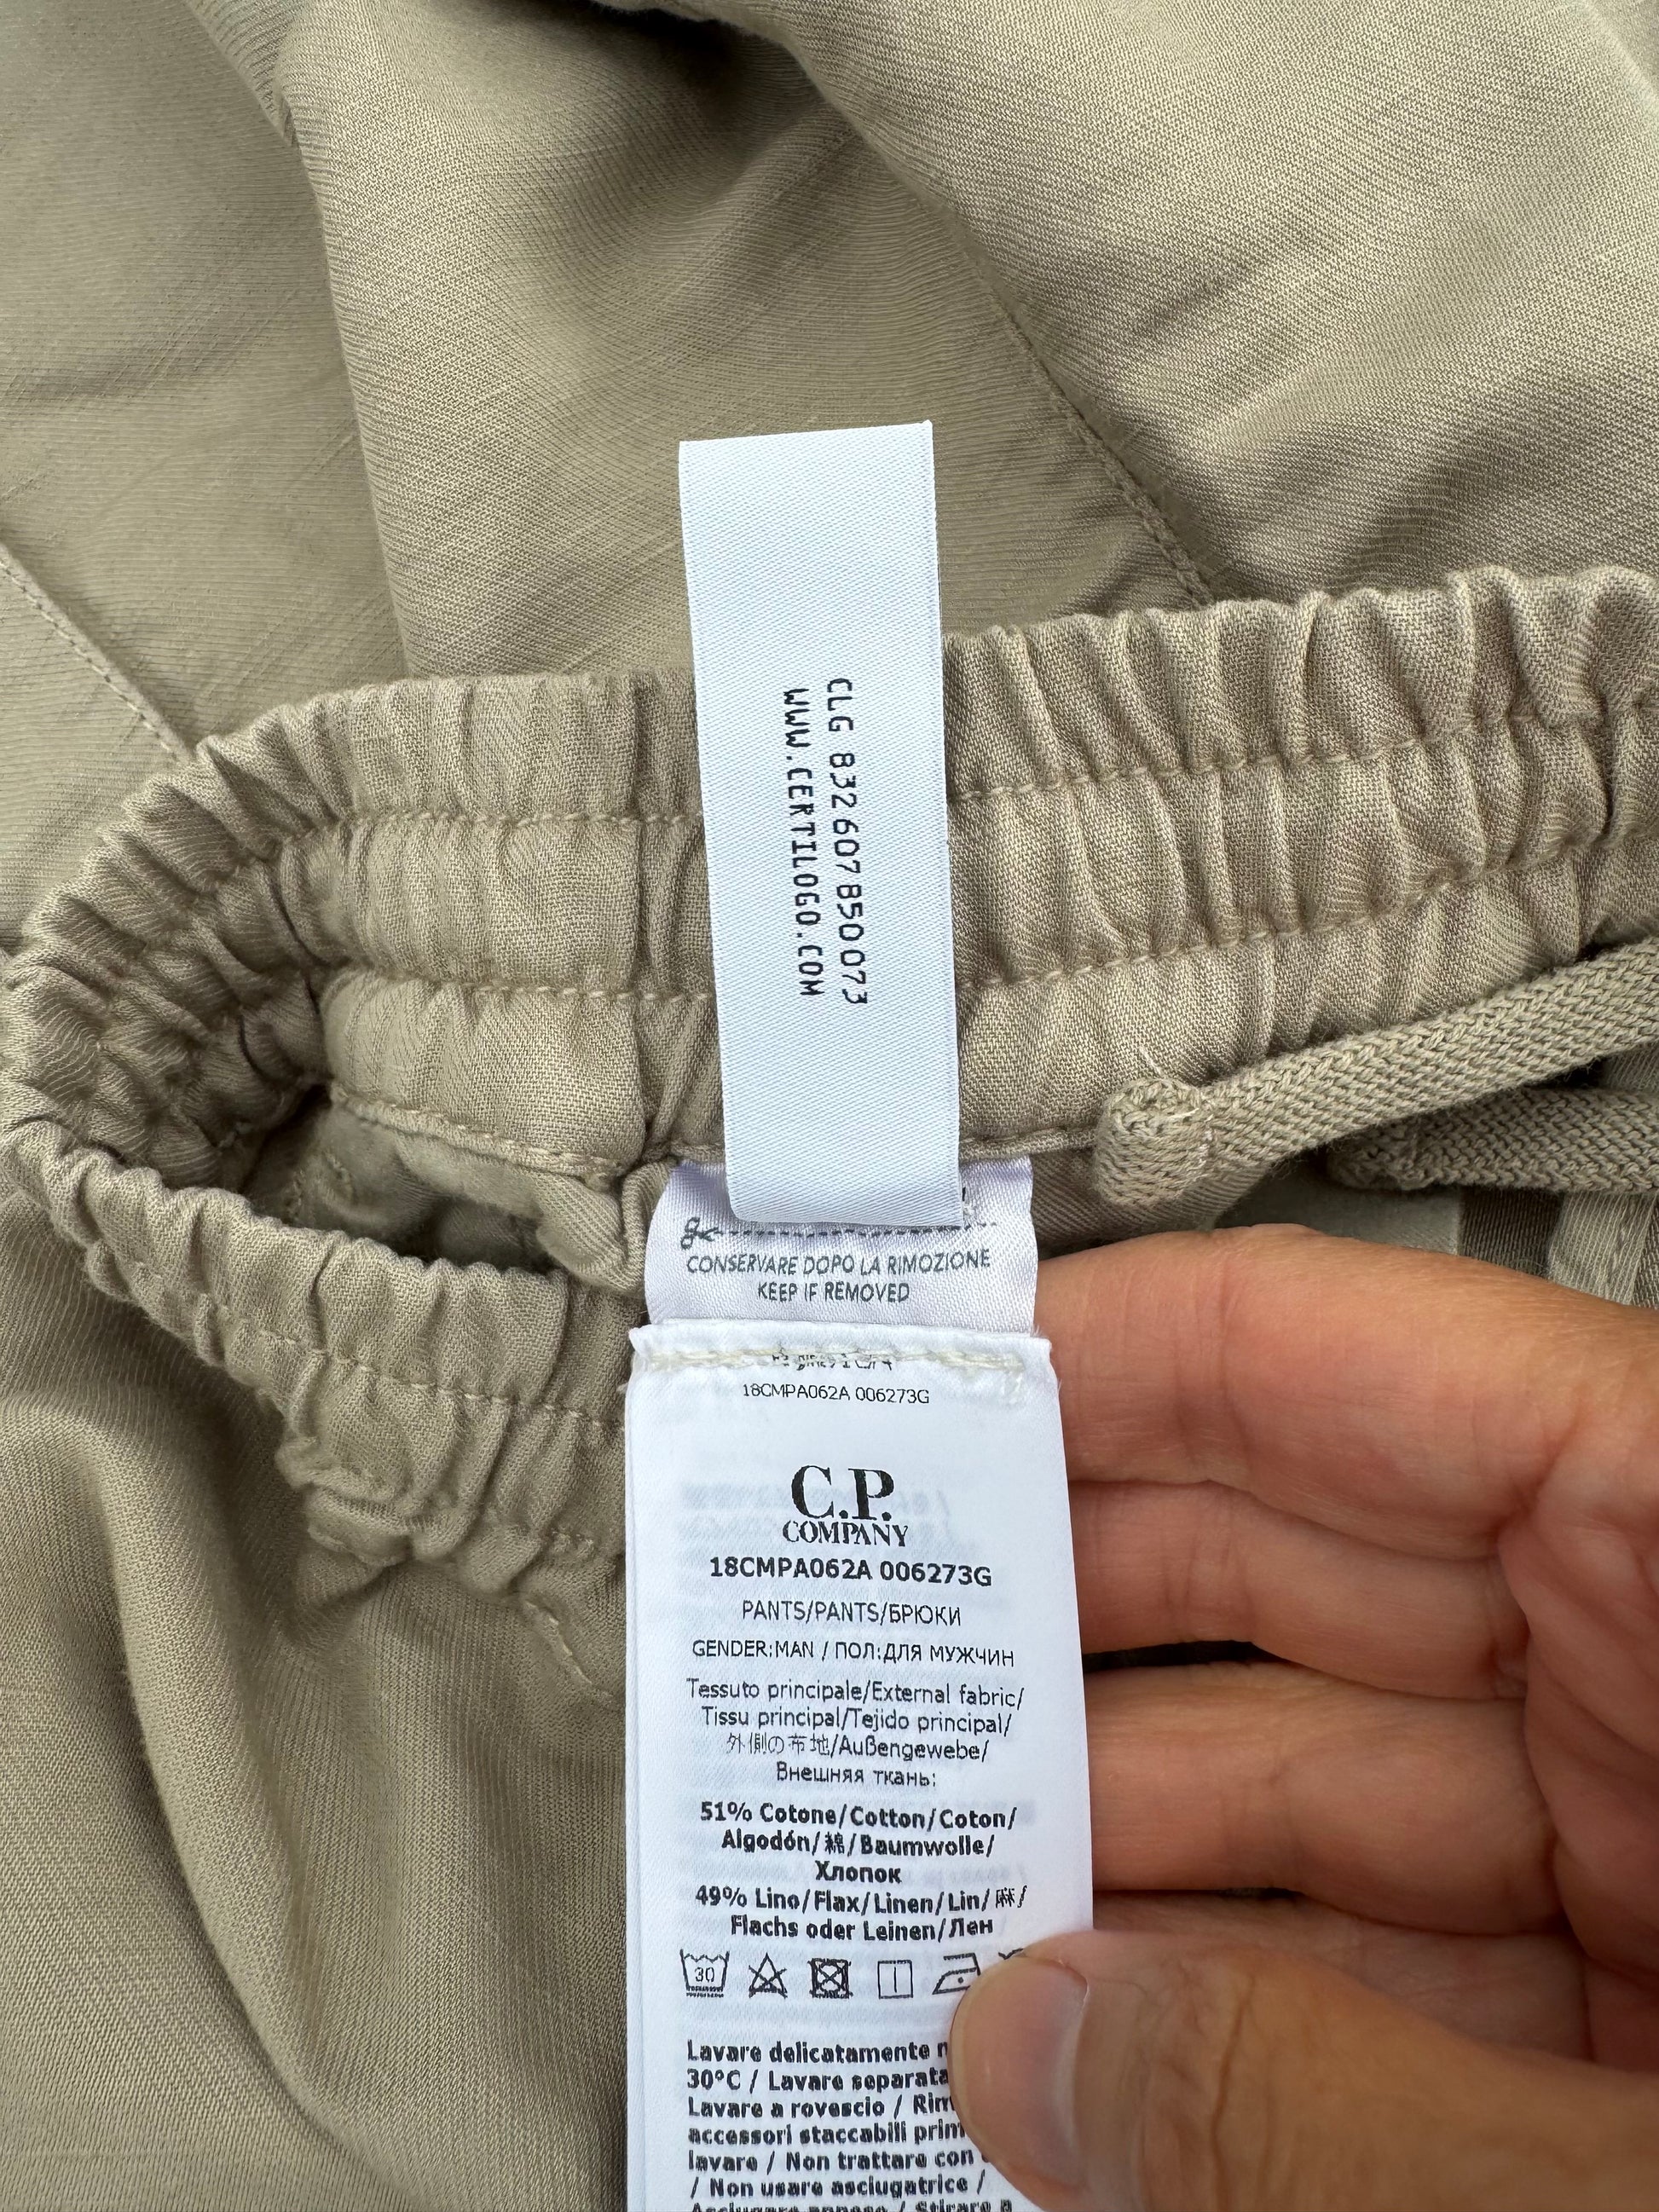 CLG 832607850073
WWW.CERTILOGO.COM
CONSERVARE DOPO LA RIMOZIONE
KEEP IF REMOVED
18CMPA062A 006273G
C.P.
COMPANY
18CMPA062A 006273G
PANTS/PANTS/БРЮКИ
GENDER:MAN / ПОЛ:ДЛЯ МУЖЧИН
Tessuto principale/External fabric/
Tissu principal/Tejido principal/
外側の布地/Außengewebe/
Внешняя ткань:
51% Cotone/Cotton/Coton/
Algodón/綿/Baumwolle/
Хлопок
49% Lino/Flax/Linen/Lin/麻/
Flachs oder Leinen/Лен
30
Lavare delicatamente
30°C / Lavare
Lavare a rovescio /
accessori staccabili
lavare / Non trattare con
/ Non usare asciugatrice /
Asciugare appeso / Stirare a